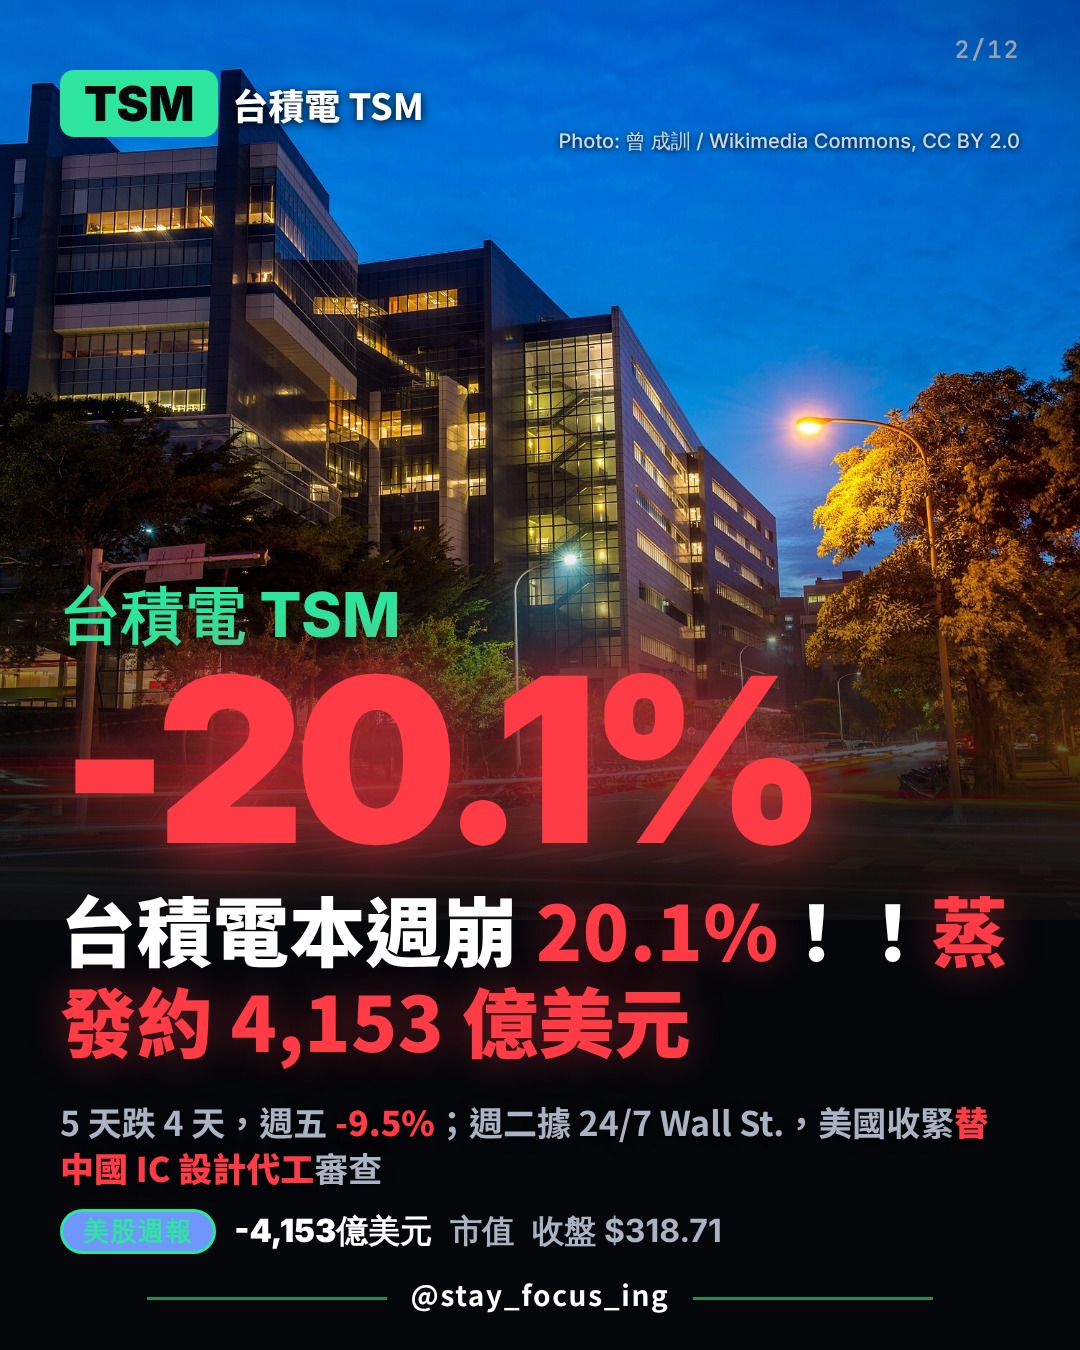 2/12
TSM 台積電 TSM
Photo: 曾 成訓 / Wikimedia Commons, CC BY 2.0
台積電 TSM
-20.1%
台積電本週崩 20.1%！！蒸
發約 4,153 億美元
5 天跌 4 天，週五 -9.5%；週二據 24/7 Wall St.，美國收緊替
中國 IC 設計代工審查
美股週報 -4,153億美元 市值 收盤 $318.71
@stay_focus_ing